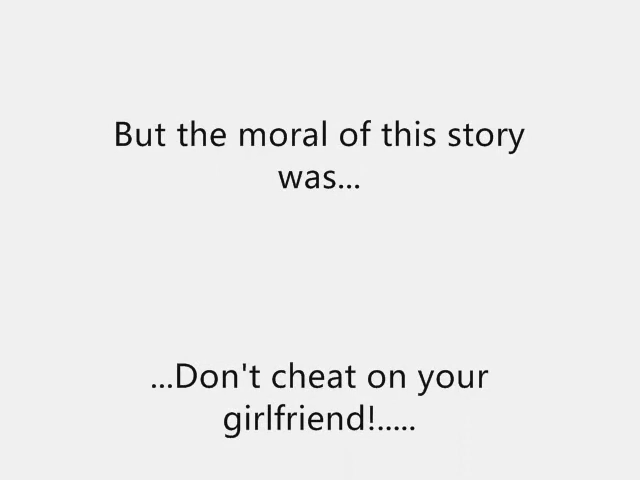 But the moral of this story
was...
...Don't cheat on your
girlfriend!.....